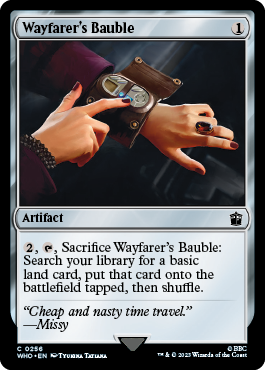 Wayfarer's Bauble 1
Artifact
2, T, Sacrifice Wayfarer's Bauble:
Search your library for a basic
land card, put that card onto the
battlefield tapped, then shuffle.
“Cheap and nasty time travel.”
—Missy
C 0256
WHO • EN Tyukina Tatiana
© BBC
™ & © 2023 Wizards of the Coast